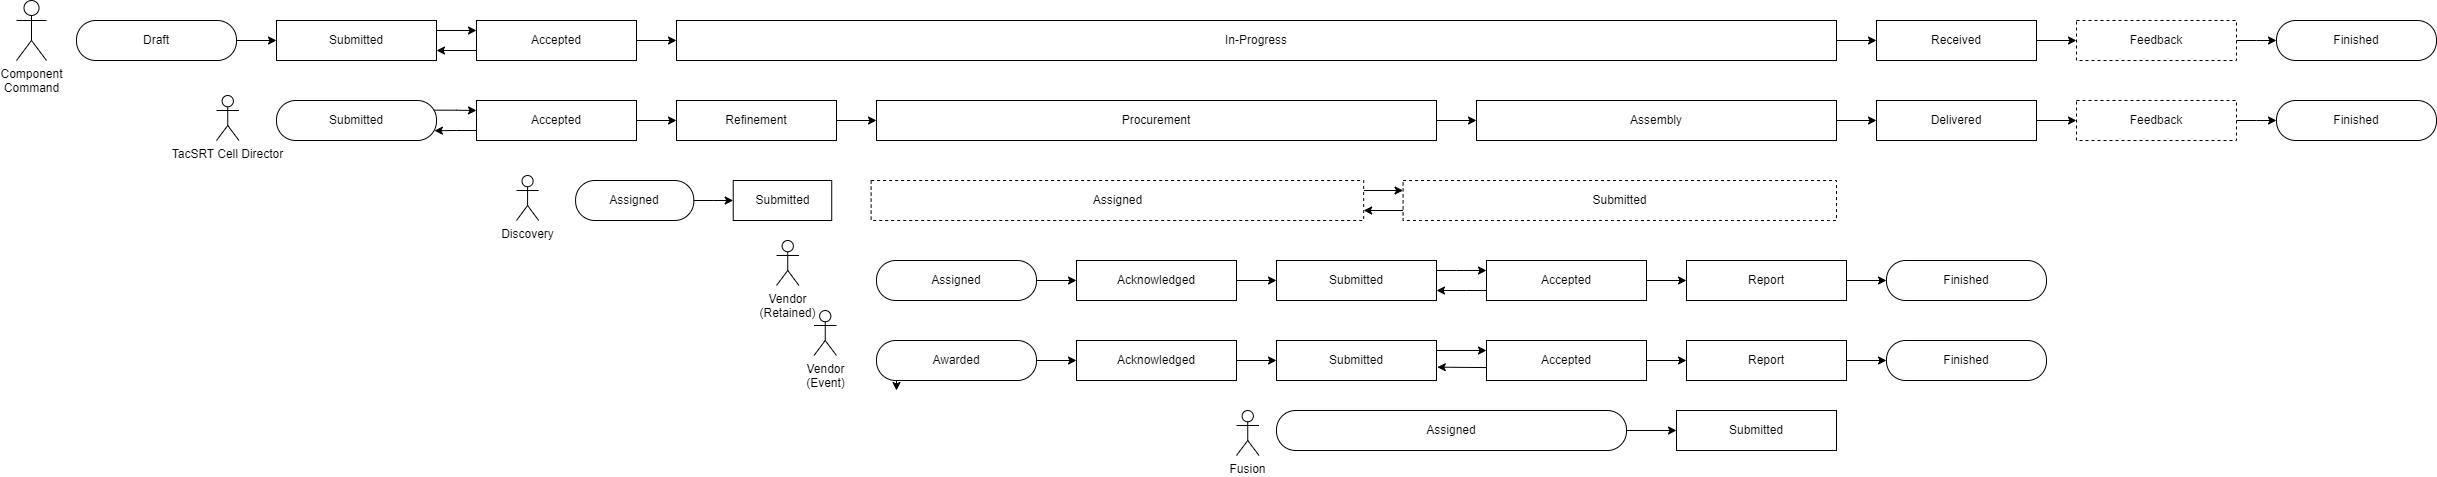 Draft
Submitted
Accepted
In-Progress
Received
Feedback
Finished
Component
Command
Submitted
Accepted
Refinement
Procurement
Assembly
Delivered
Feedback
Finished
TacSRT Cell Director
Assigned
Submitted
Assigned
Submitted
Discovery
Assigned
Acknowledged
Submitted
Accepted
Report
Finished
Vendor
(Retained)
Awarded
Acknowledged
Submitted
Accepted
Report
Finished
Vendor
(Event)
Assigned
Submitted
Fusion